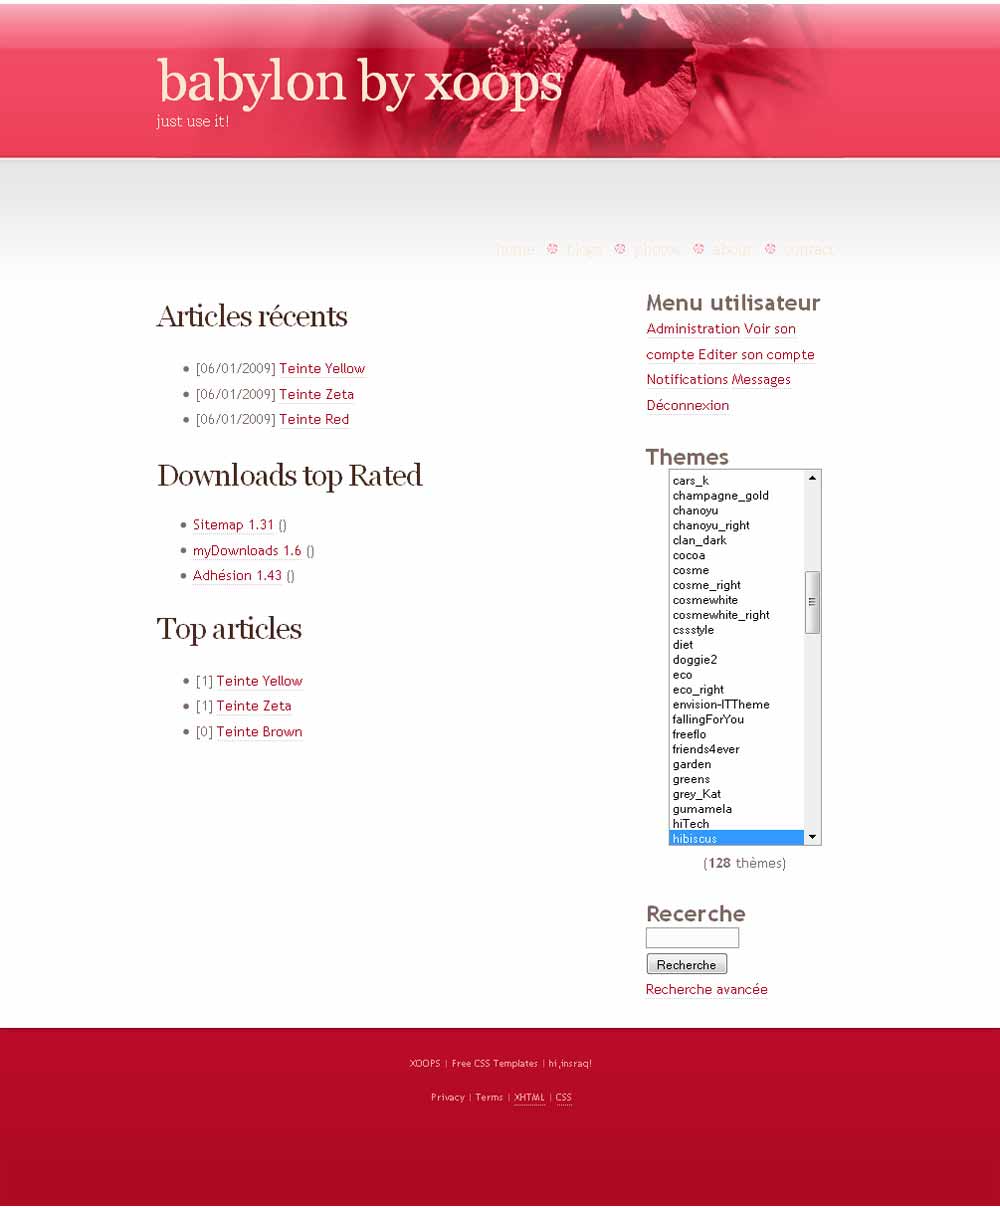 babylon by xoops
just use it!
home blogs photos about contact
Articles récents
[06/01/2009] Teinte Yellow
[06/01/2009] Teinte Zeta
[06/01/2009] Teinte Red
Downloads top Rated
Sitemap 1.31 ()
myDownloads 1.6 ()
Adhésion 1.43 ()
Top articles
[1] Teinte Yellow
[1] Teinte Zeta
[0] Teinte Brown
Menu utilisateur
Administration Voir son
compte Editer son compte
Notifications Messages
Déconnexion
Themes
cars_k
champagne_gold
chanoyu
chanoyu_right
clan_dark
cocoa
cosme
cosme_right
cosmewhite
cosmewhite_right
cssstyle
diet
doggie2
eco
eco_right
envision-ITTheme
fallingForYou
freeflo
friends4ever
garden
greens
grey_Kat
gumamela
hiTech
hibiscus
(128 thèmes)
Recerche
Recherche
Recherche avancée
XOOPS | Free CSS Templates | hi ,insraq!
Privacy | Terms | XHTML | CSS